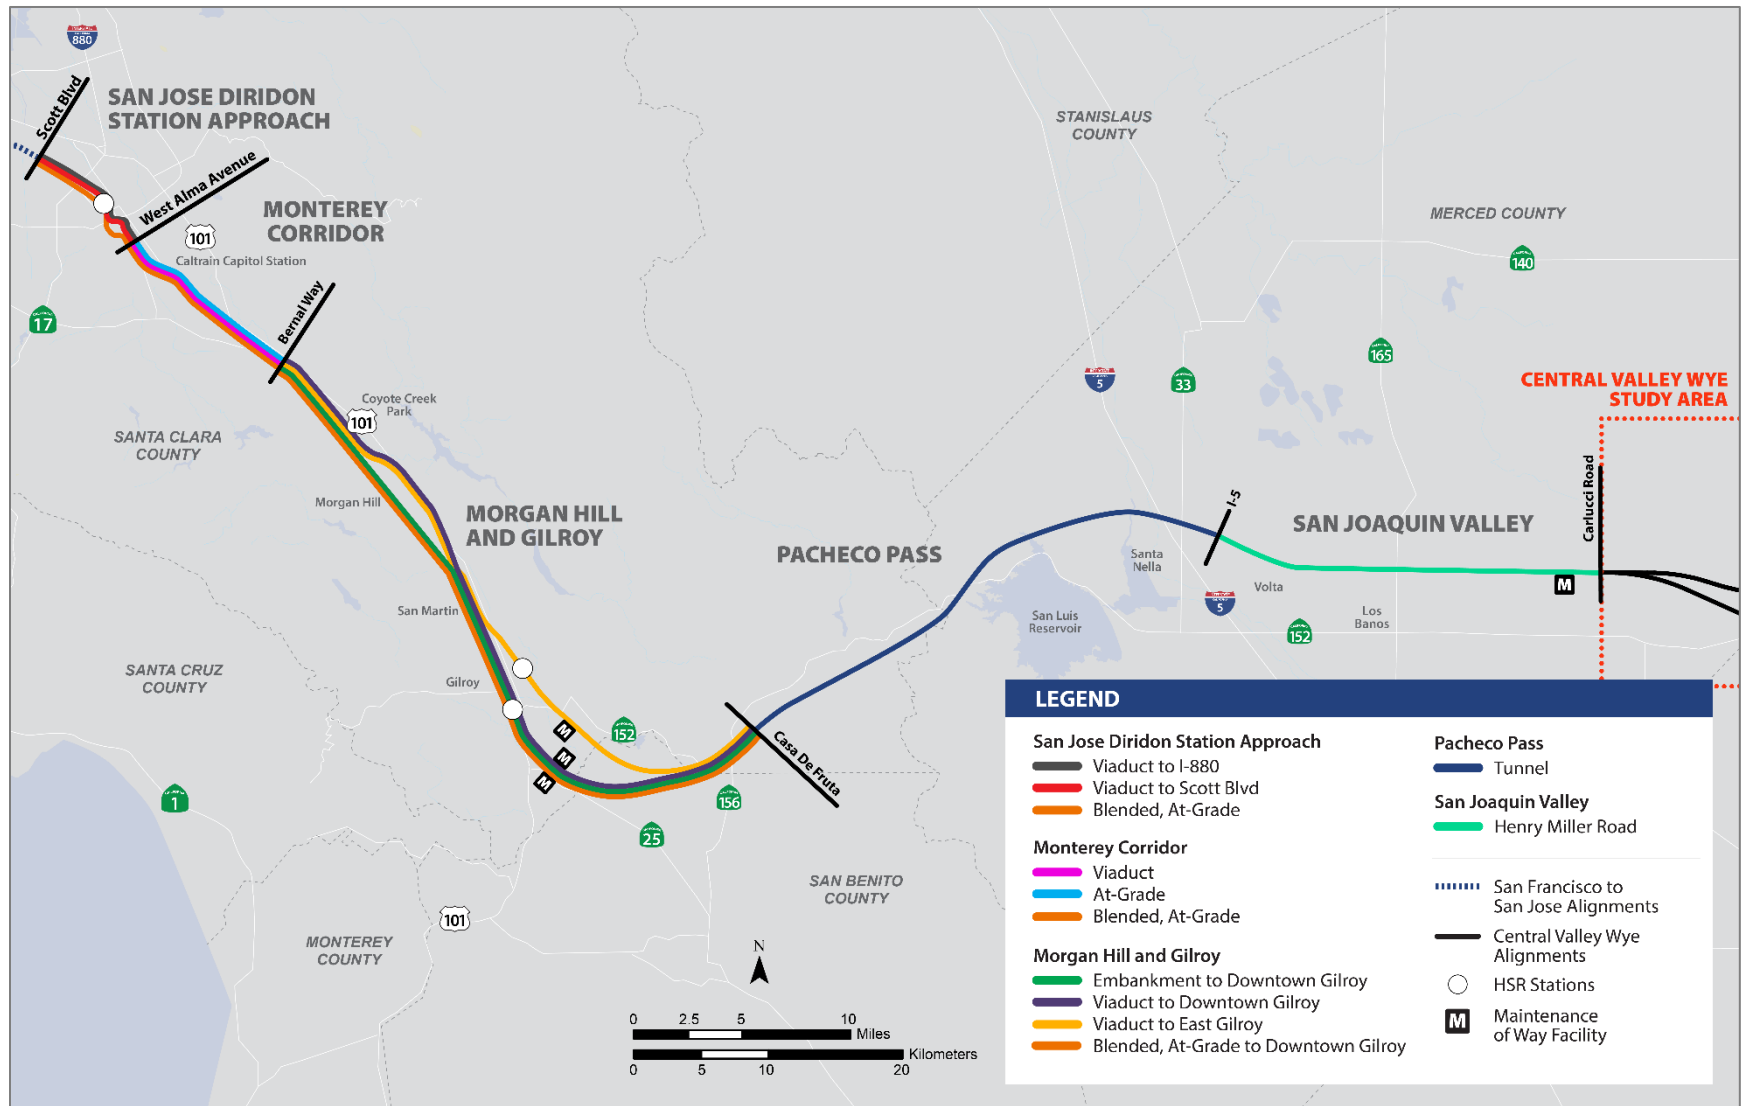 880
Scott Blvd
SAN JOSE DIRIDON
STATION APPROACH
West Alma Avenue
MONTEREY
CORRIDOR
101
Caltrain Capitol Station
17
Bernal Way
Coyote Creek
Park
101
SANTA CLARA
COUNTY
Morgan Hill
MORGAN HILL
AND GILROY
San Martin
SANTA CRUZ
COUNTY
Gilroy
M
M
M
152
Casa De Fruta
156
25
1
101
MONTEREY
COUNTY
SAN BENITO
COUNTY
PACHECO PASS
STANISLAUS
COUNTY
MERCED COUNTY
140
165
5
33
CENTRAL VALLEY WYE
STUDY AREA
Carlucci Road
I-5
SAN JOAQUIN VALLEY
Santa
Nella
Volta
5
San Luis
Reservoir
Los
Banos
152
M
N
0 2.5 5 10
Miles
Kilometers
0 5 10 20
LEGEND
San Jose Diridon Station Approach
Viaduct to I-880
Viaduct to Scott Blvd
Blended, At-Grade
Monterey Corridor
Viaduct
At-Grade
Blended, At-Grade
Morgan Hill and Gilroy
Embankment to Downtown Gilroy
Viaduct to Downtown Gilroy
Viaduct to East Gilroy
Blended, At-Grade to Downtown Gilroy
Pacheco Pass
Tunnel
San Joaquin Valley
Henry Miller Road
San Francisco to
San Jose Alignments
Central Valley Wye
Alignments
HSR Stations
M
Maintenance
of Way Facility